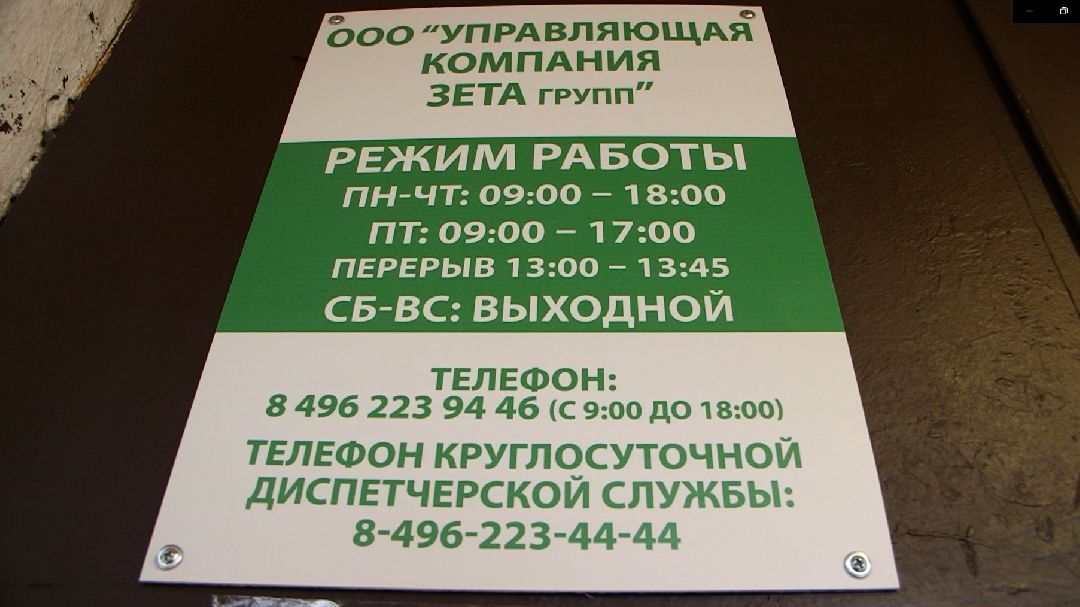 ООО “УПРАВЛЯЮЩАЯ
КОМПАНИЯ
ЗЕТА ГРУПП”
РЕЖИМ РАБОТЫ
ПН-ЧТ: 09:00 – 18:00
ПТ: 09:00 – 17:00
ПЕРЕРЫВ 13:00 – 13:45
СБ-ВС: ВЫХОДНОЙ
ТЕЛЕФОН:
8 496 223 94 46 (С 9:00 ДО 18:00)
ТЕЛЕФОН КРУГЛОСУТОЧНОЙ
ДИСПЕТЧЕРСКОЙ СЛУЖБЫ:
8-496-223-44-44